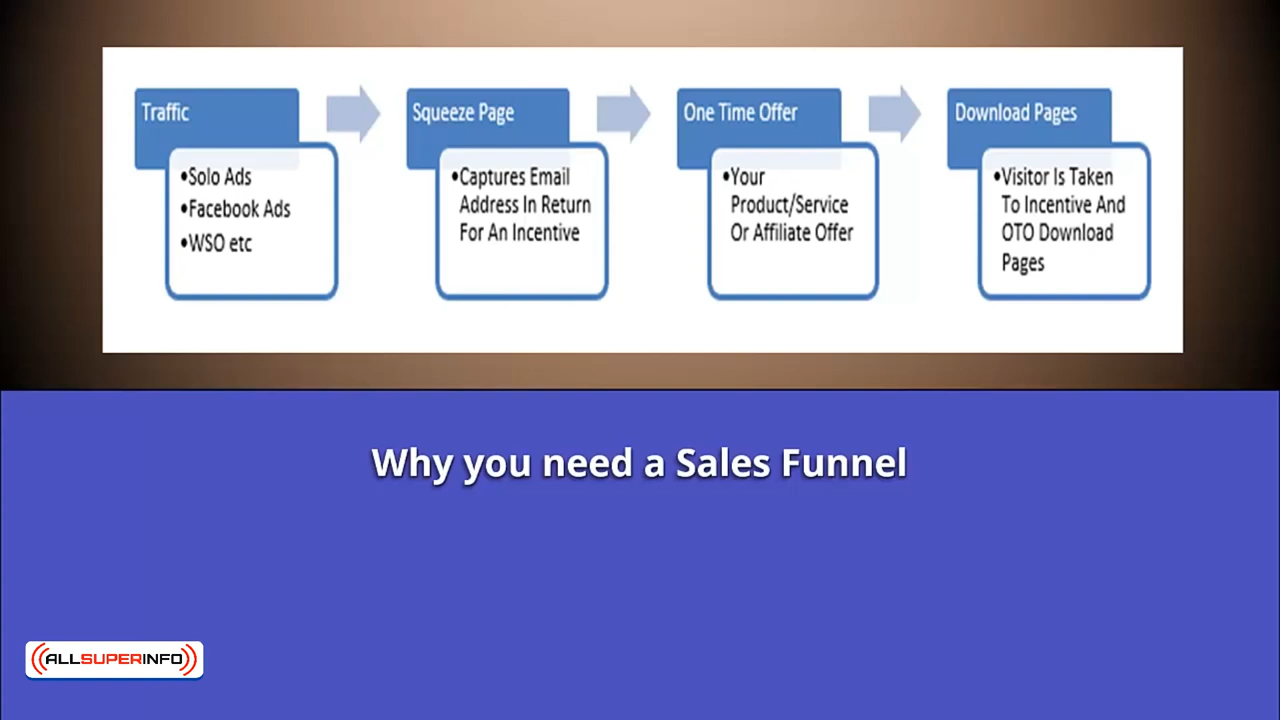 Traffic
•Solo Ads
•Facebook Ads
•WSO etc
Squeeze Page
•Captures Email
Address In Return
For An Incentive
One Time Offer
•Your
Product/Service
Or Affiliate Offer
Download Pages
•Visitor Is Taken
To Incentive And
OTO Download
Pages
Why you need a Sales Funnel
ALLSUPERINFO